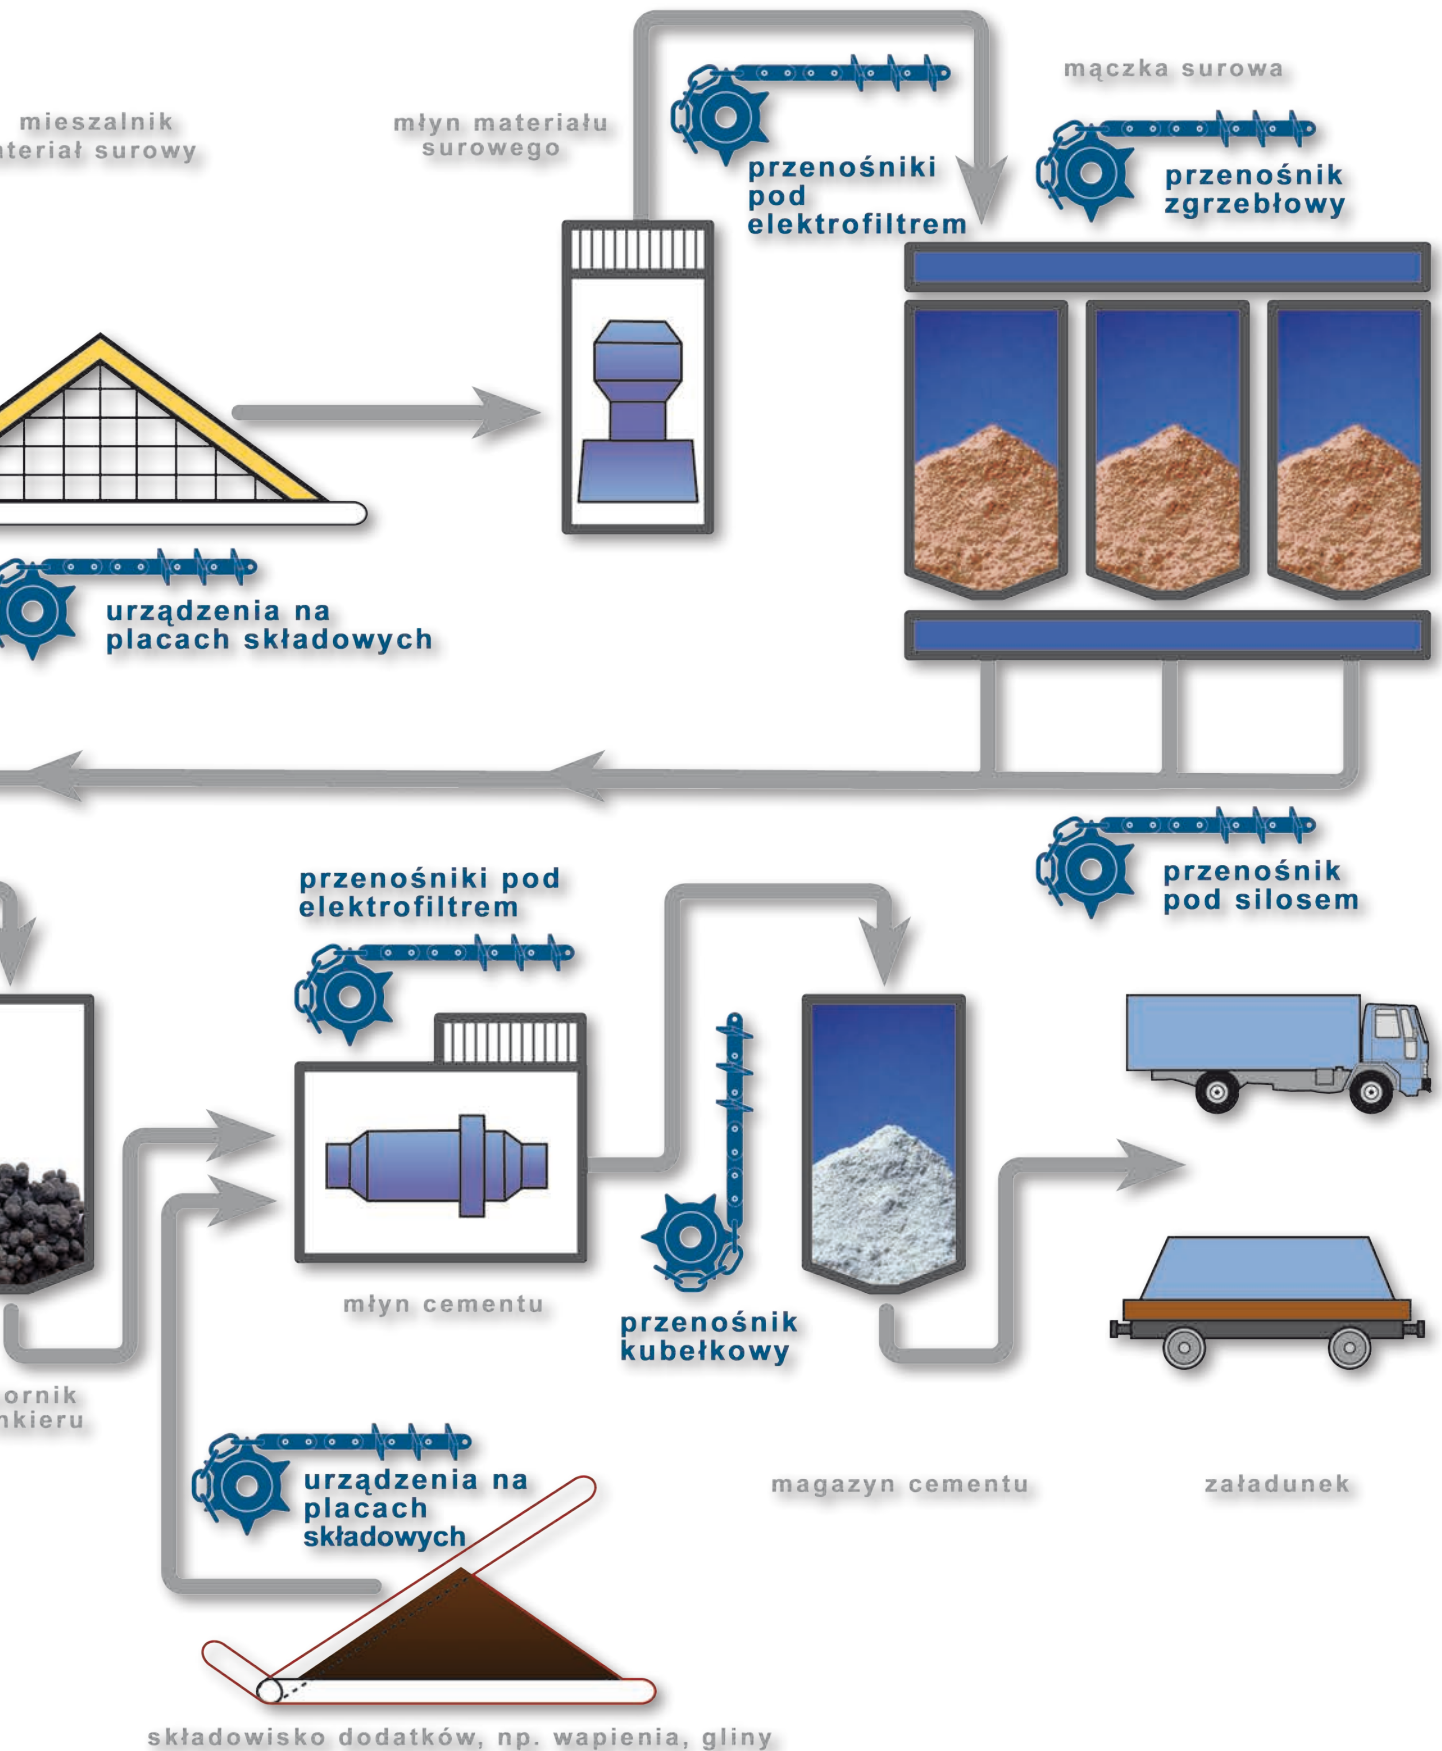 mączka surowa
mieszalnik
ateriał surowy
młyn materiału
surowego
przenośniki
pod
elektrofiltrem
przenośnik
zgrzebłowy
urządzenia na
placach składowych
przenośnik
pod silosem
przenośniki pod
elektrofiltrem
młyn cementu
przenośnik
kubełkowy
ornik
nkieru
urządzenia na
placach
składowych
magazyn cementu
załadunek
składowisko dodatków, np. wapienia, gliny